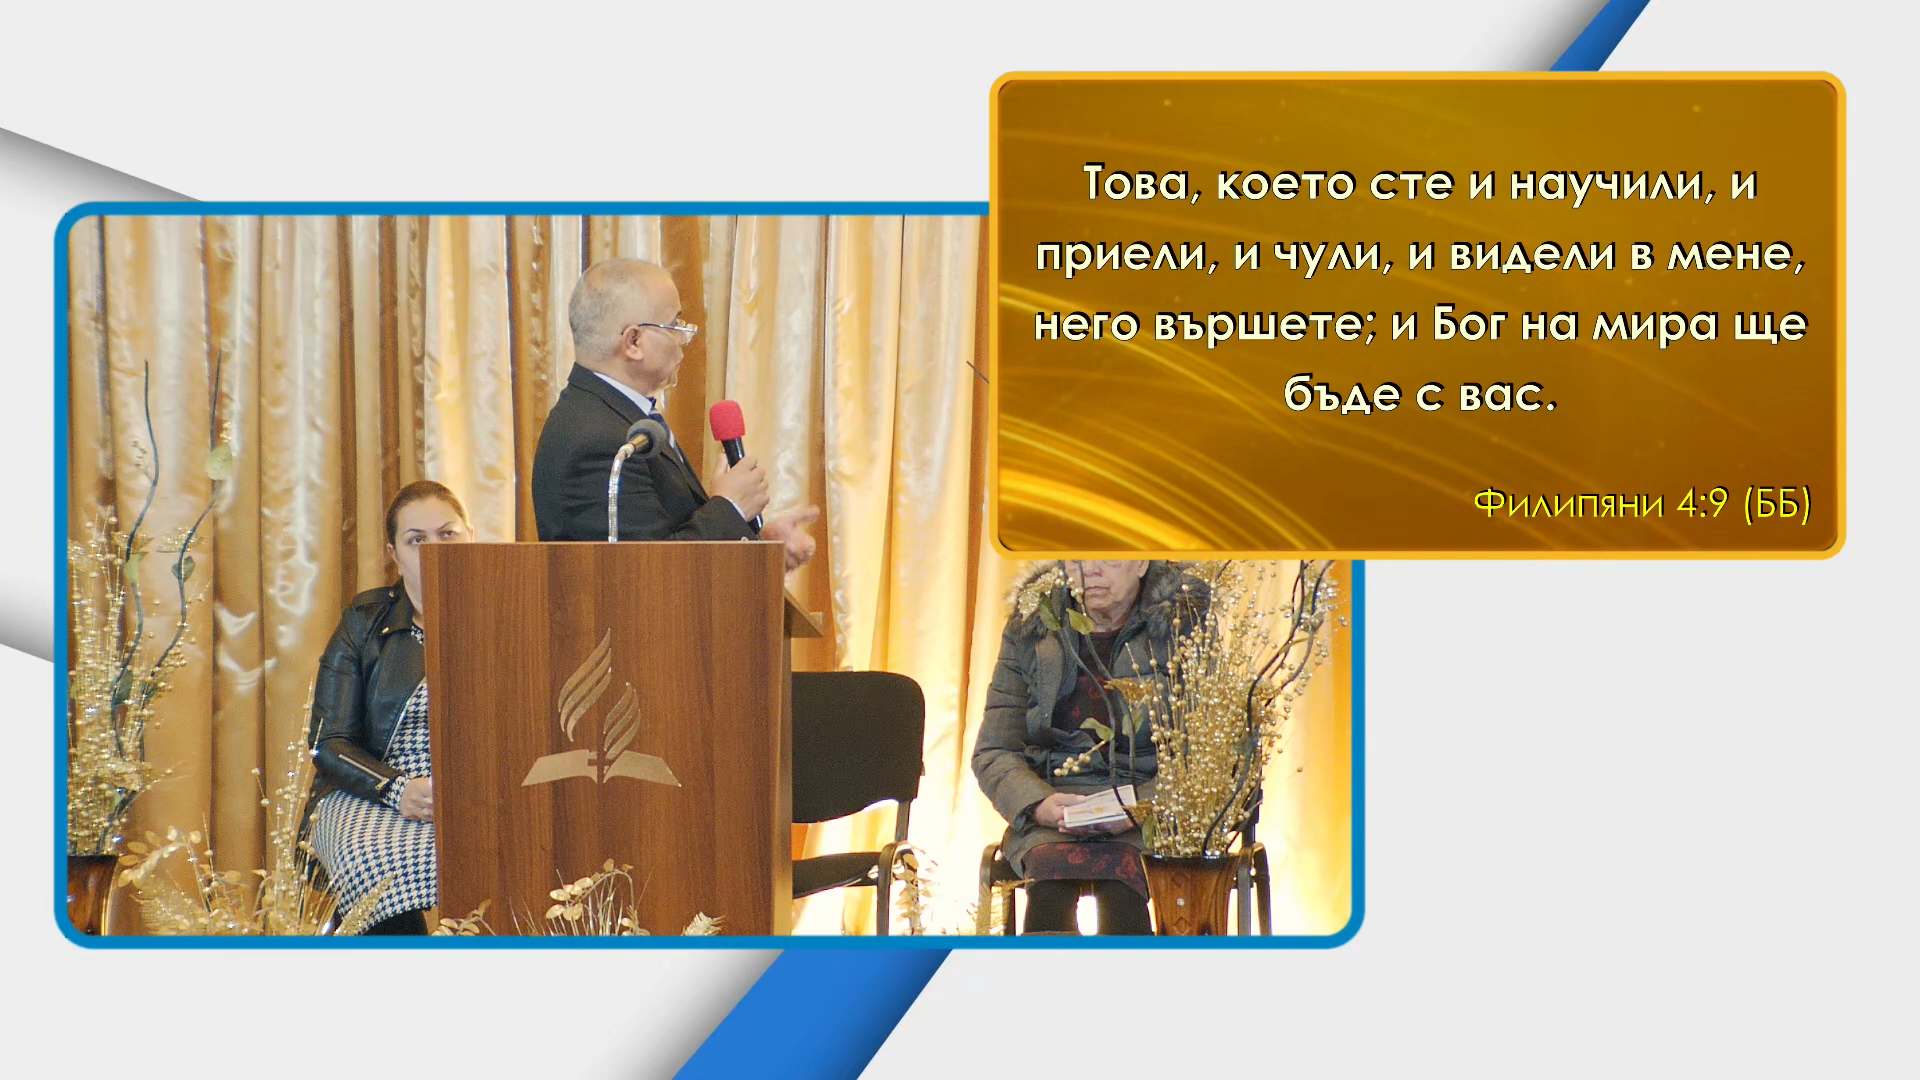 Това, което сте и научили, и
приели, и чули, и видели в мене,
него вършете; и Бог на мира ще
бъде с вас.
Филипяни 4:9 (ББ)